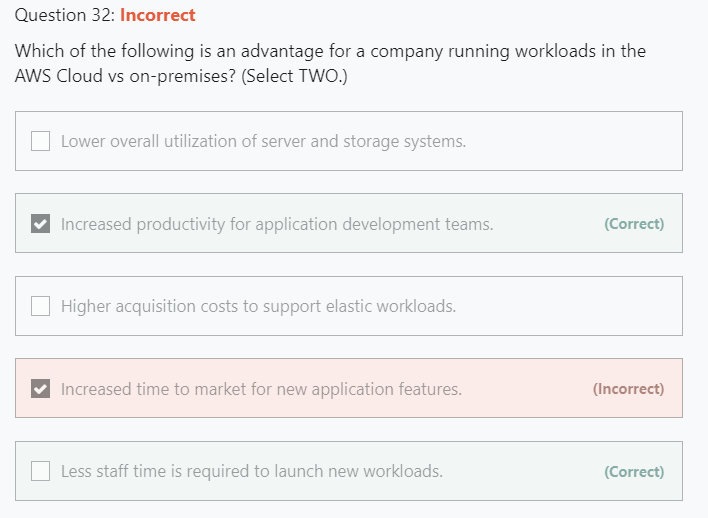 Question 32: Incorrect
Which of the following is an advantage for a company running workloads in the
AWS Cloud vs on-premises? (Select TWO.)
Lower overall utilization of server and storage systems.
Increased productivity for application development teams. (Correct)
Higher acquisition costs to support elastic workloads.
Increased time to market for new application features. (Incorrect)
Less staff time is required to launch new workloads. (Correct)